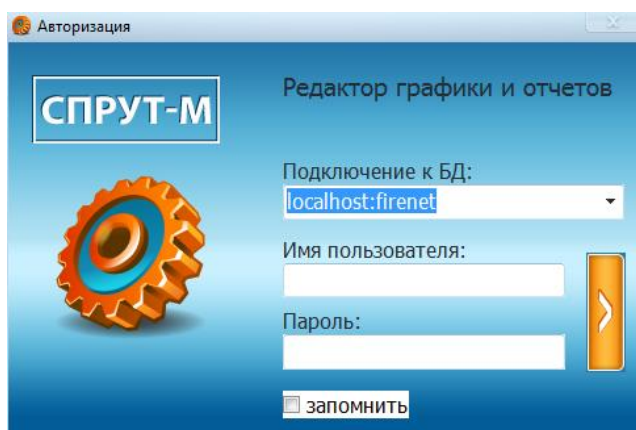 Авторизация
СПРУТ-М
Редактор графики и отчетов
Подключение к БД:
localhost:firenet
Имя пользователя:
Пароль:
запомнить